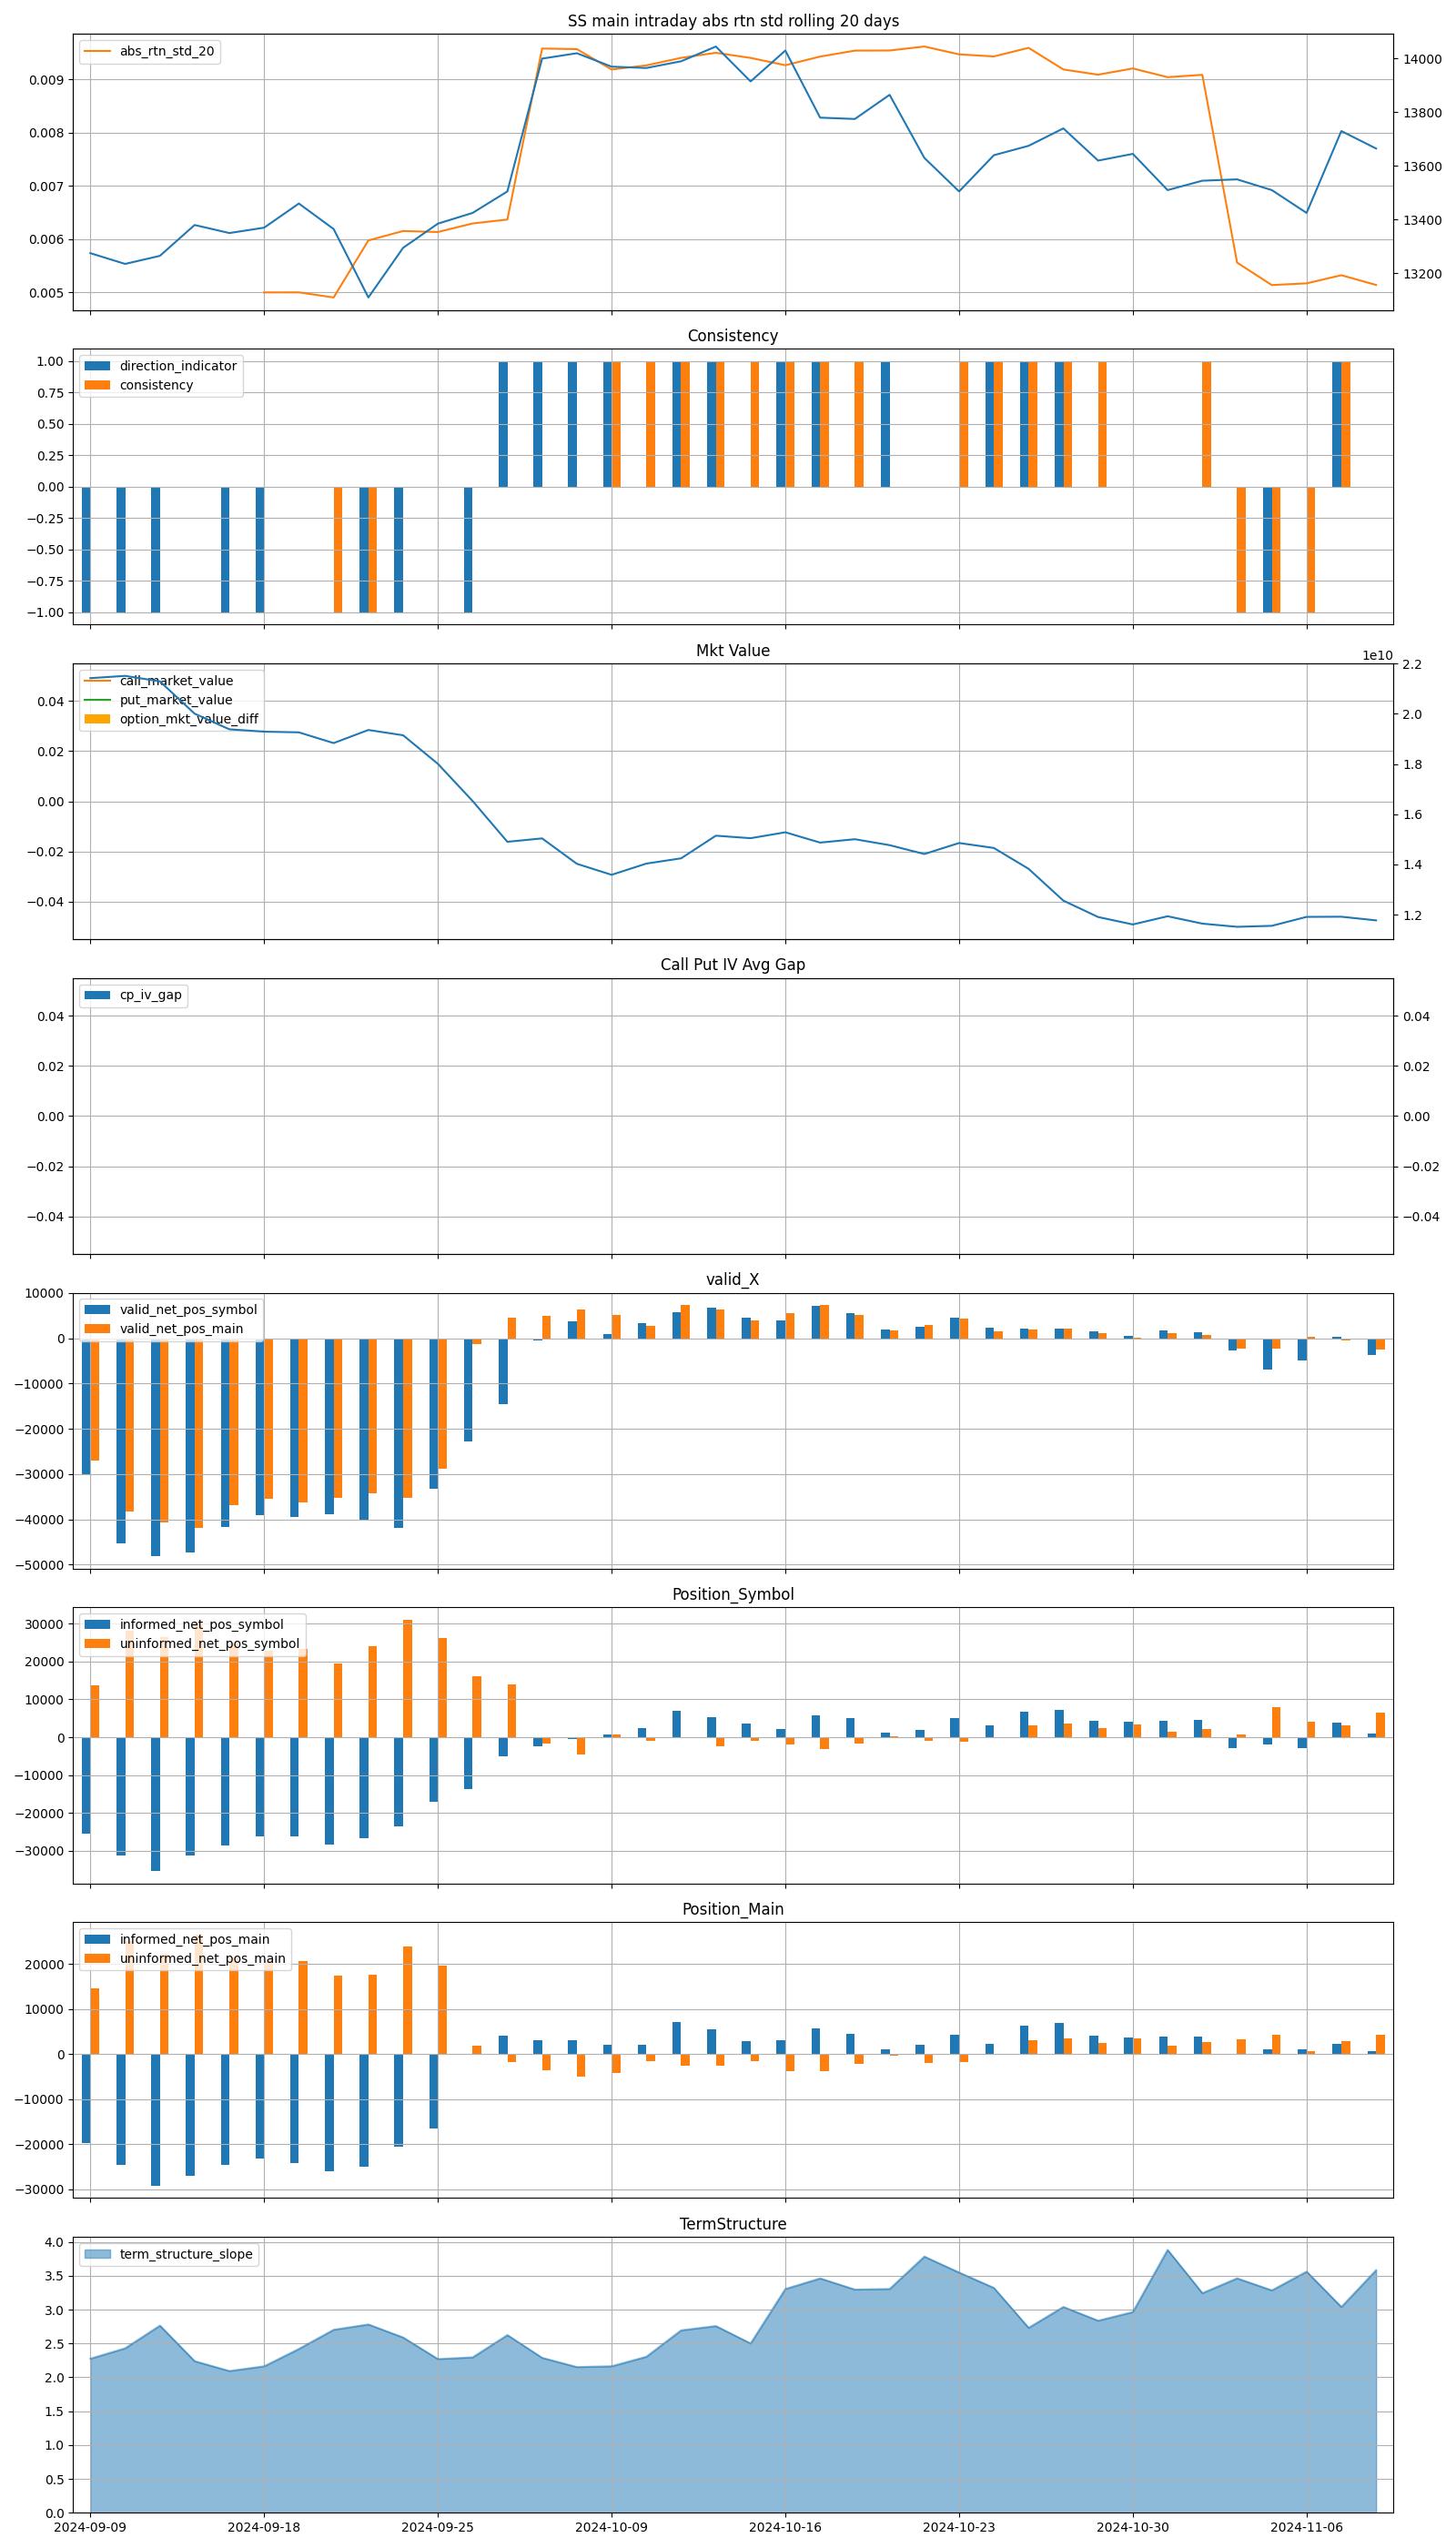 SS main intraday abs rtn std rolling 20 days
abs_rtn_std_20
0.009
0.008
0.007
0.006
0.005
14000
13800
13600
13400
13200
Consistency
direction_indicator
consistency
1.00
0.75
0.50
0.25
0.00
−0.25
−0.50
−0.75
−1.00
Mkt Value
1e10
call_market_value
put_market_value
option_mkt_value_diff
0.04
0.02
0.00
−0.02
−0.04
2.2
2.0
1.8
1.6
1.4
1.2
Call Put IV Avg Gap
cp_iv_gap
0.04
0.02
0.00
−0.02
−0.04
0.04
0.02
0.00
−0.02
−0.04
valid_X
valid_net_pos_symbol
valid_net_pos_main
10000
0
−10000
−20000
−30000
−40000
−50000
Position_Symbol
informed_net_pos_symbol
uninformed_net_pos_symbol
30000
20000
10000
0
−10000
−20000
−30000
Position_Main
informed_net_pos_main
uninformed_net_pos_main
20000
10000
0
−10000
−20000
−30000
TermStructure
term_structure_slope
4.0
3.5
3.0
2.5
2.0
1.5
1.0
0.5
0.0
2024-09-09 2024-09-18 2024-09-25 2024-10-09 2024-10-16 2024-10-23 2024-10-30 2024-11-06